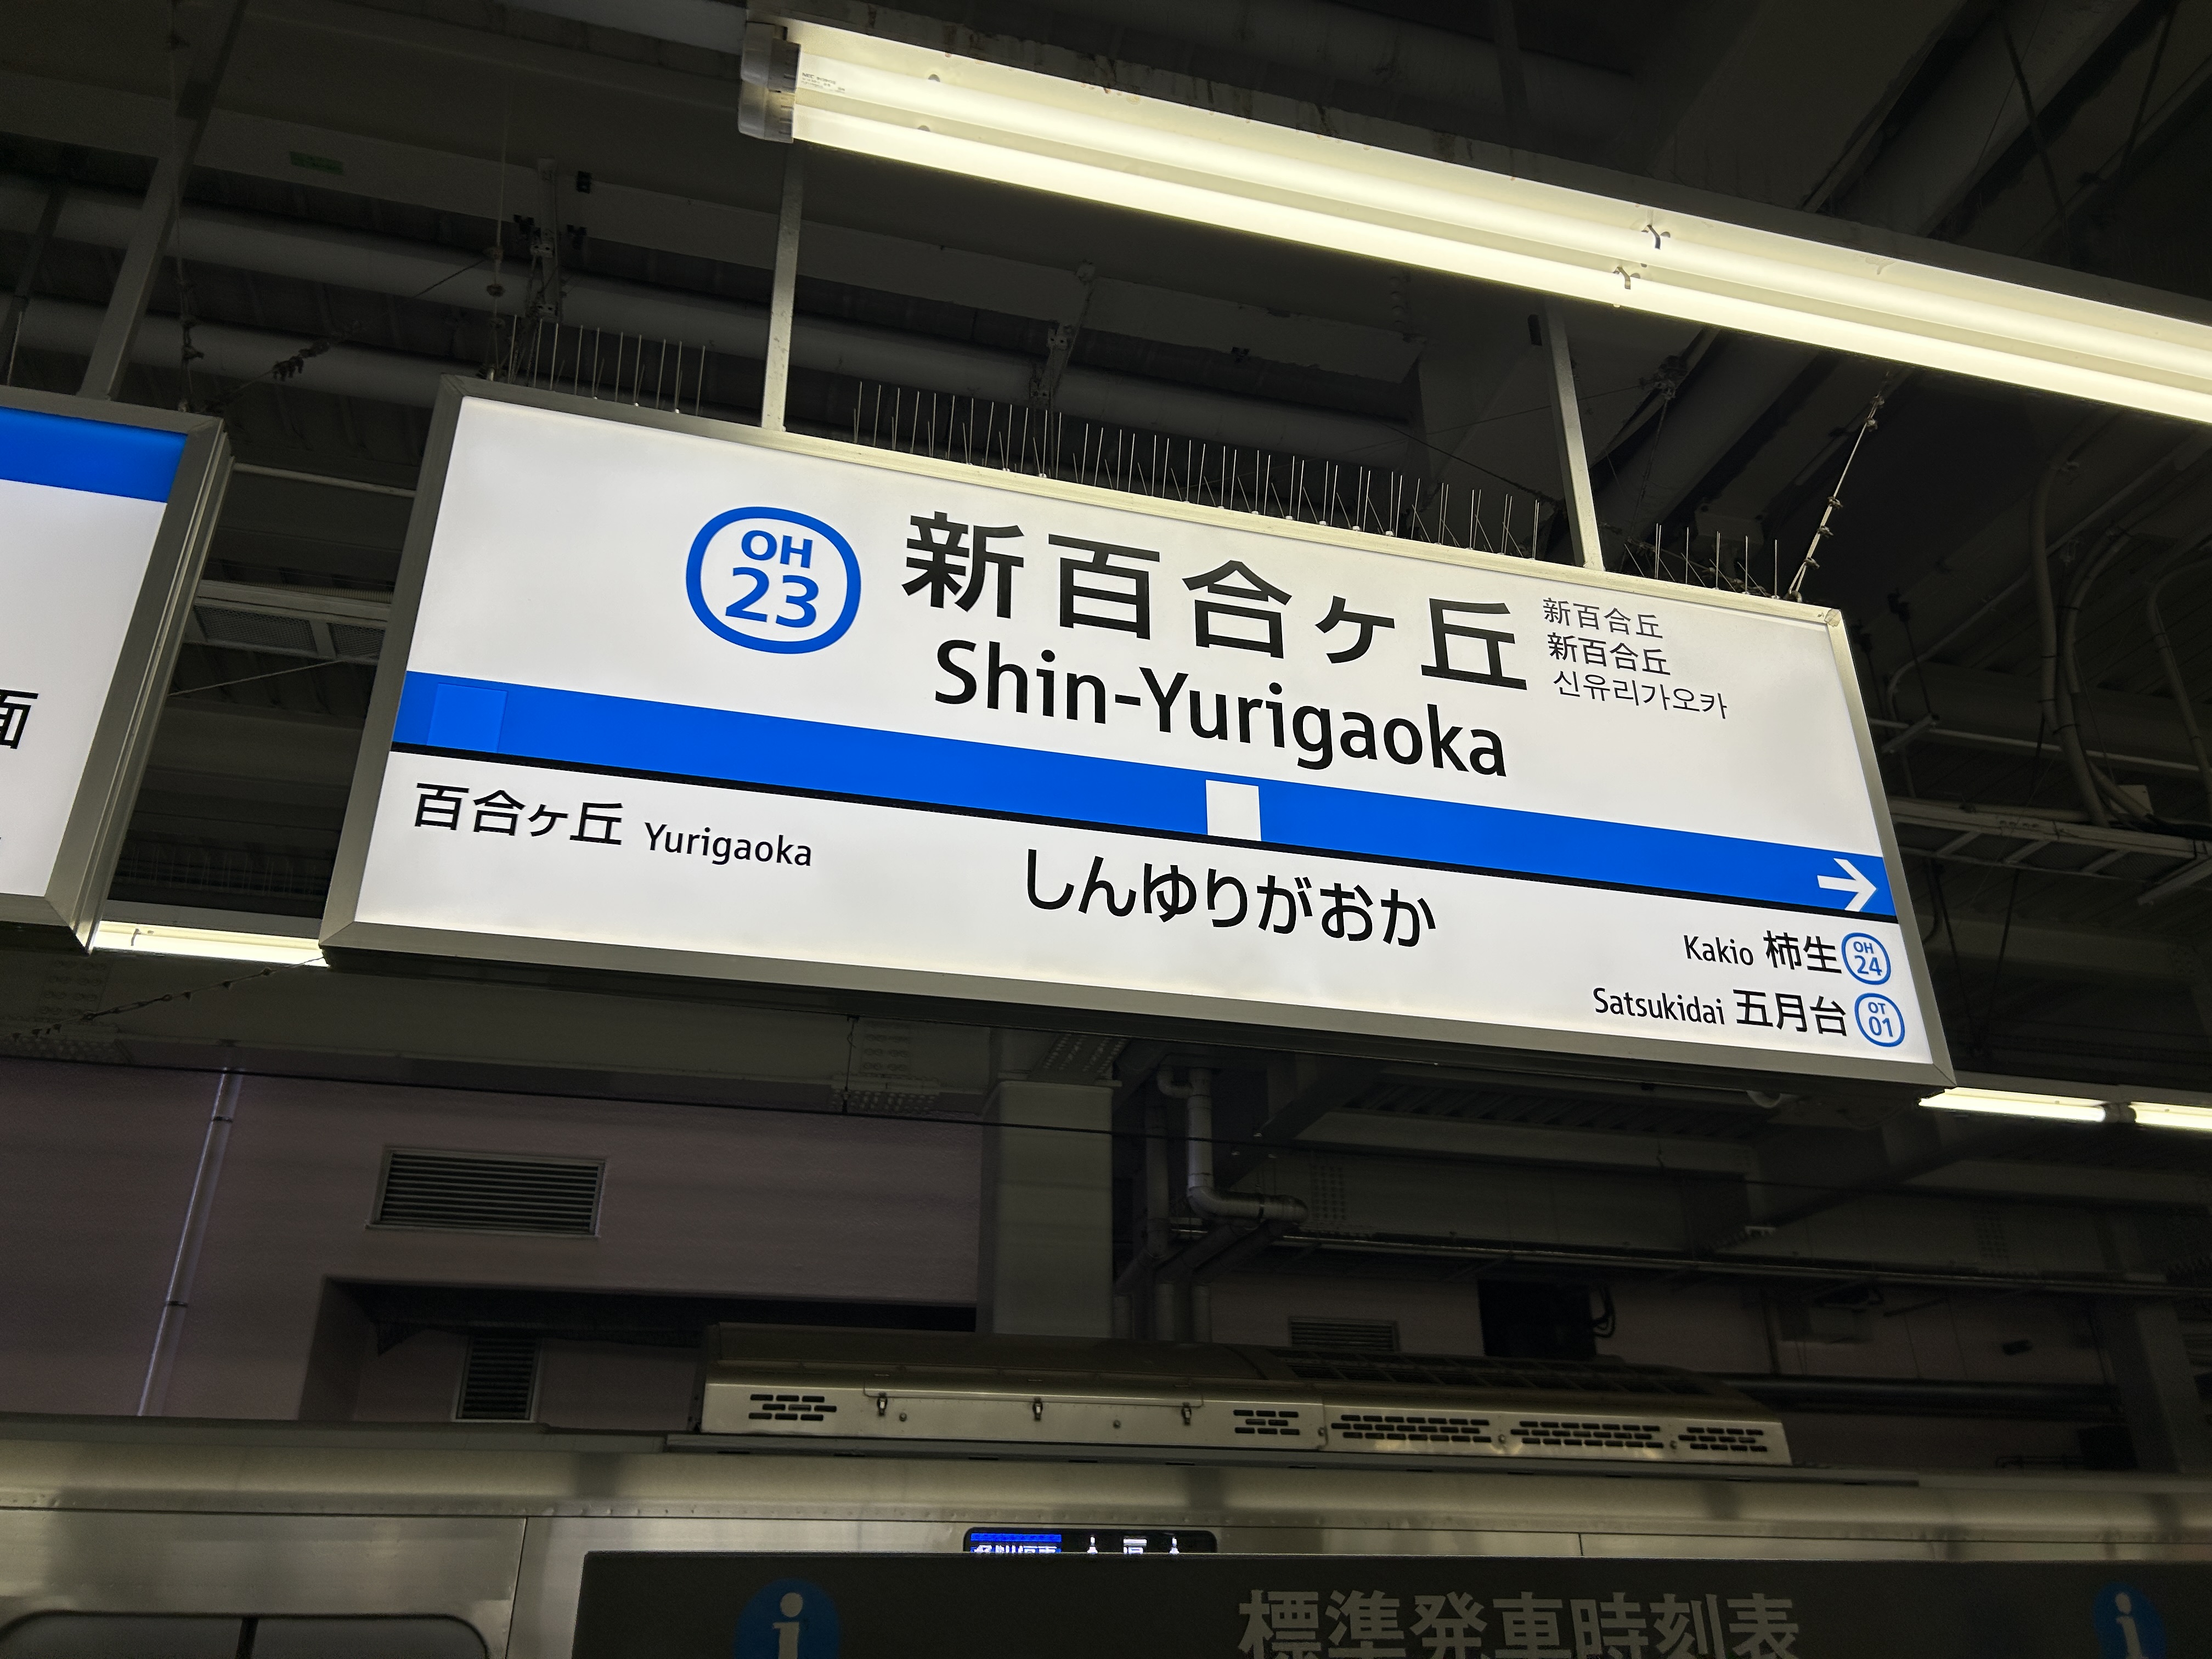 面
OH
23
新百合ヶ丘
Shin-Yurigaoka
新百合丘
新百合丘
신유리가오카
百合ヶ丘 Yurigaoka
しんゆりがおか
Kakio 柿生 OH 24
Satsukidai 五月台 OT 01
i 標準発車時刻表 i